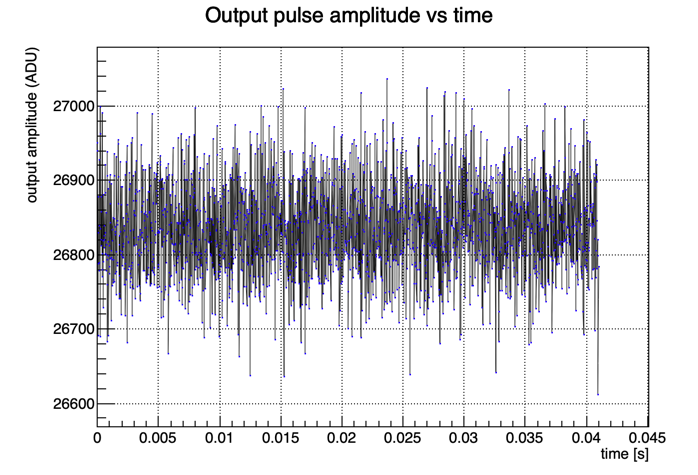 Output pulse amplitude vs time
output amplitude (ADU)
27000
26900
26800
26700
26600
0 0.005 0.01 0.015 0.02 0.025 0.03 0.035 0.04 0.045
time [s]